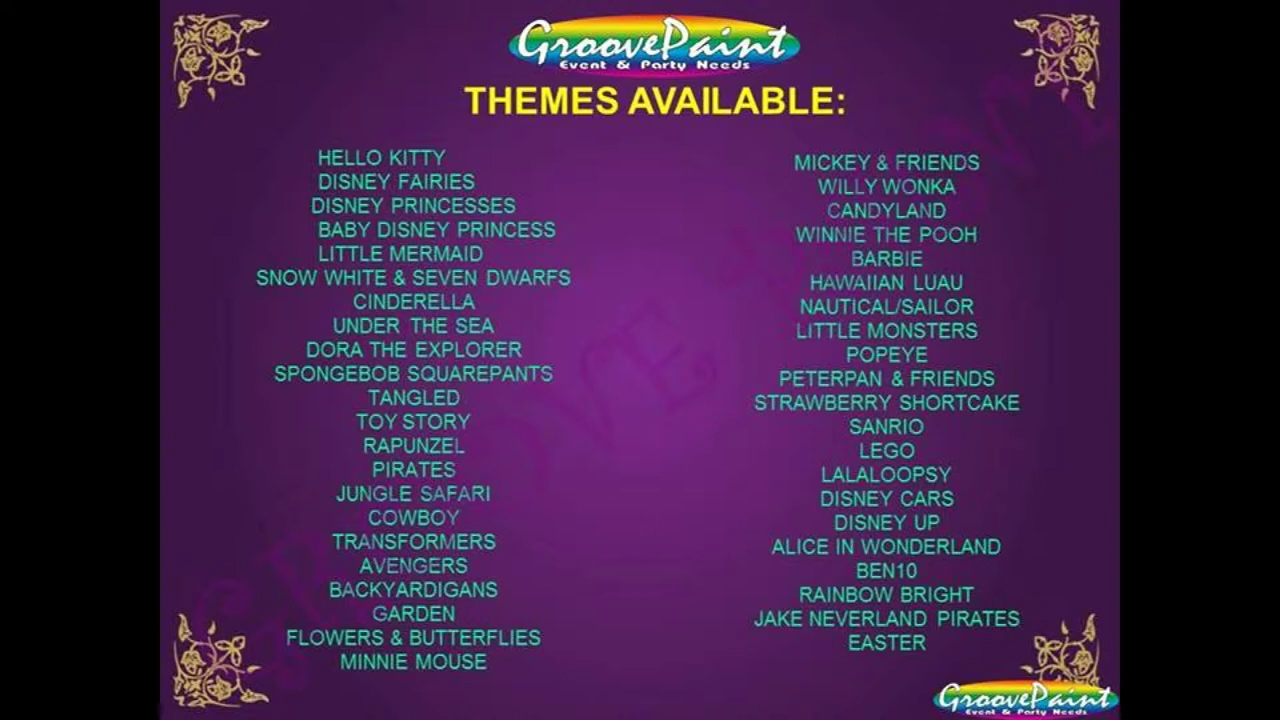 GroovePaint
Event & Party Needs
THEMES AVAILABLE:
HELLO KITTY
DISNEY FAIRIES
DISNEY PRINCESSES
BABY DISNEY PRINCESS
LITTLE MERMAID
SNOW WHITE & SEVEN DWARFS
CINDERELLA
UNDER THE SEA
DORA THE EXPLORER
SPONGEBOB SQUAREPANTS
TANGLED
TOY STORY
RAPUNZEL
PIRATES
JUNGLE SAFARI
COWBOY
TRANSFORMERS
AVENGERS
BACKYARDIGANS
GARDEN
FLOWERS & BUTTERFLIES
MINNIE MOUSE
MICKEY & FRIENDS
WILLY WONKA
CANDYLAND
WINNIE THE POOH
BARBIE
HAWAIIAN LUAU
NAUTICAL/SAILOR
LITTLE MONSTERS
POPEYE
PETERPAN & FRIENDS
STRAWBERRY SHORTCAKE
SANRIO
LEGO
LALALOOPSY
DISNEY CARS
DISNEY UP
ALICE IN WONDERLAND
BEN10
RAINBOW BRIGHT
JAKE NEVERLAND PIRATES
EASTER
GroovePaint
Event & Party Needs